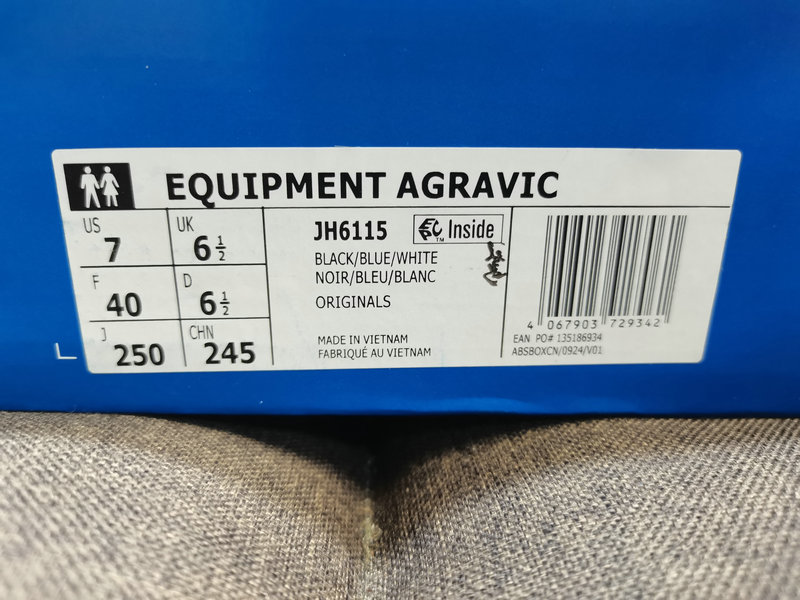 EQUIPMENT AGRAVIC
US 7
UK 6 1/2
F 40
D 6 1/2
J 250
CHN 245
JH6115
EPC Inside
TM
BLACK/BLUE/WHITE
NOIR/BLEU/BLANC
ORIGINALS
MADE IN VIETNAM
FABRIQUÉ AU VIETNAM
4 067903 729342
EAN PO# 135186934
ABSBOXCN/0924/V01